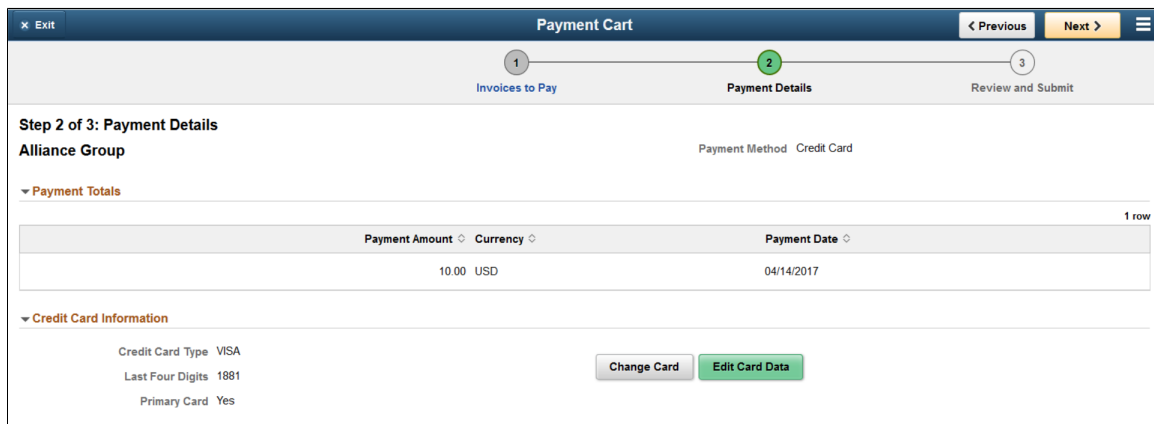 × Exit Payment Cart < Previous Next >
1 2 3
Invoices to Pay Payment Details Review and Submit
Step 2 of 3: Payment Details
Alliance Group Payment Method Credit Card
Payment Totals
1 row
Payment Amount Currency Payment Date
10.00 USD 04/14/2017
Credit Card Information
Credit Card Type VISA
Change Card Edit Card Data
Last Four Digits 1881
Primary Card Yes